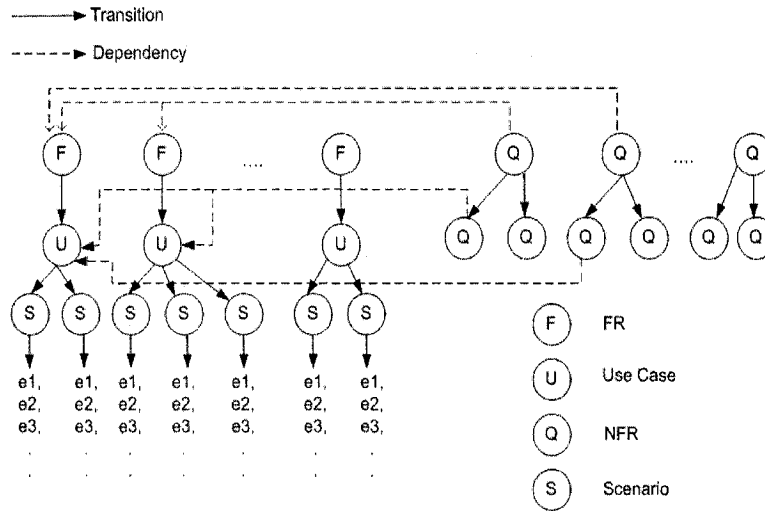 Transition
Dependency
F F .... F Q Q .... Q
U U U Q Q Q Q Q Q
S S S S S S S
e1, e1, e1, e1, e1, e1, e1,
e2, e2, e2, e2, e2, e2, e2,
e3, e3, e3, e3, e3, e3, e3,
. . . . . . .
. . . . . . .
F FR
U Use Case
Q NFR
S Scenario